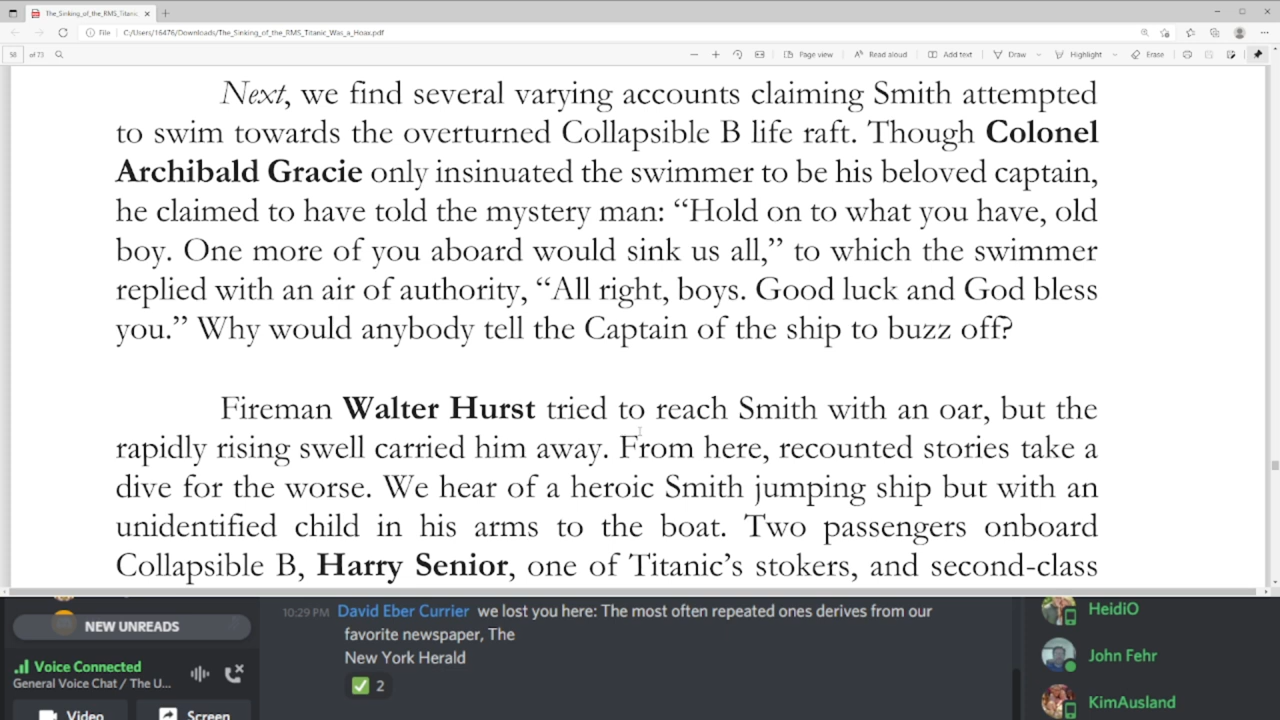 The_Sinking_of_the_RMS_Titanic
File
C:/Users/16476/Downloads/The_Sinking_of_the_RMS_Titanic_Was_a_Hoax.pdf
58 of 73
Page view
Read aloud
Add text
Draw
Highlight
Erase
Next, we find several varying accounts claiming Smith attempted
to swim towards the overturned Collapsible B life raft. Though Colonel
Archibald Gracie only insinuated the swimmer to be his beloved captain,
he claimed to have told the mystery man: “Hold on to what you have, old
boy. One more of you aboard would sink us all,” to which the swimmer
replied with an air of authority, “All right, boys. Good luck and God bless
you.” Why would anybody tell the Captain of the ship to buzz off?
Fireman Walter Hurst tried to reach Smith with an oar, but the
rapidly rising swell carried him away. From here, recounted stories take a
dive for the worse. We hear of a heroic Smith jumping ship but with an
unidentified child in his arms to the boat. Two passengers onboard
Collapsible B, Harry Senior, one of Titanic’s stokers, and second-class
NEW UNREADS
Voice Connected
General Voice Chat / The U...
Video
Screen
10:29 PM David Eber Currier we lost you here: The most often repeated ones derives from our
favorite newspaper, The
New York Herald
2
HeidiO
John Fehr
KimAusland